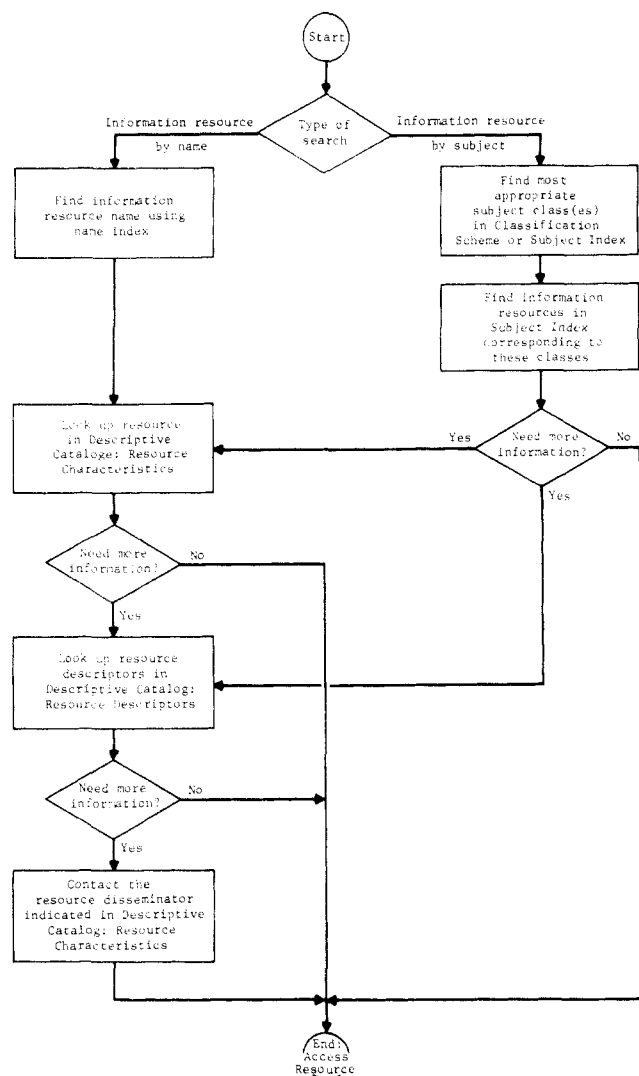 Start
Type of
search
Information resource
by name
Information resource
by subject
Find information
resource name using
name index
Find most
appropriate
subject class(es)
in Classification
Scheme or Subject Index
Find information
resources in
Subject Index
corresponding to
these classes
Look up resource
in Descriptive
Cataloge: Resource
Characteristics
Yes
Need more
information?
No
Yes
Need more
information?
No
Yes
Look up resource
descriptors in
Descriptive Catalog:
Resource Descriptors
Need more
information?
No
Yes
Contact the
resource disseminator
indicated in Descriptive
Catalog: Resource
Characteristics
End:
Access
Resource